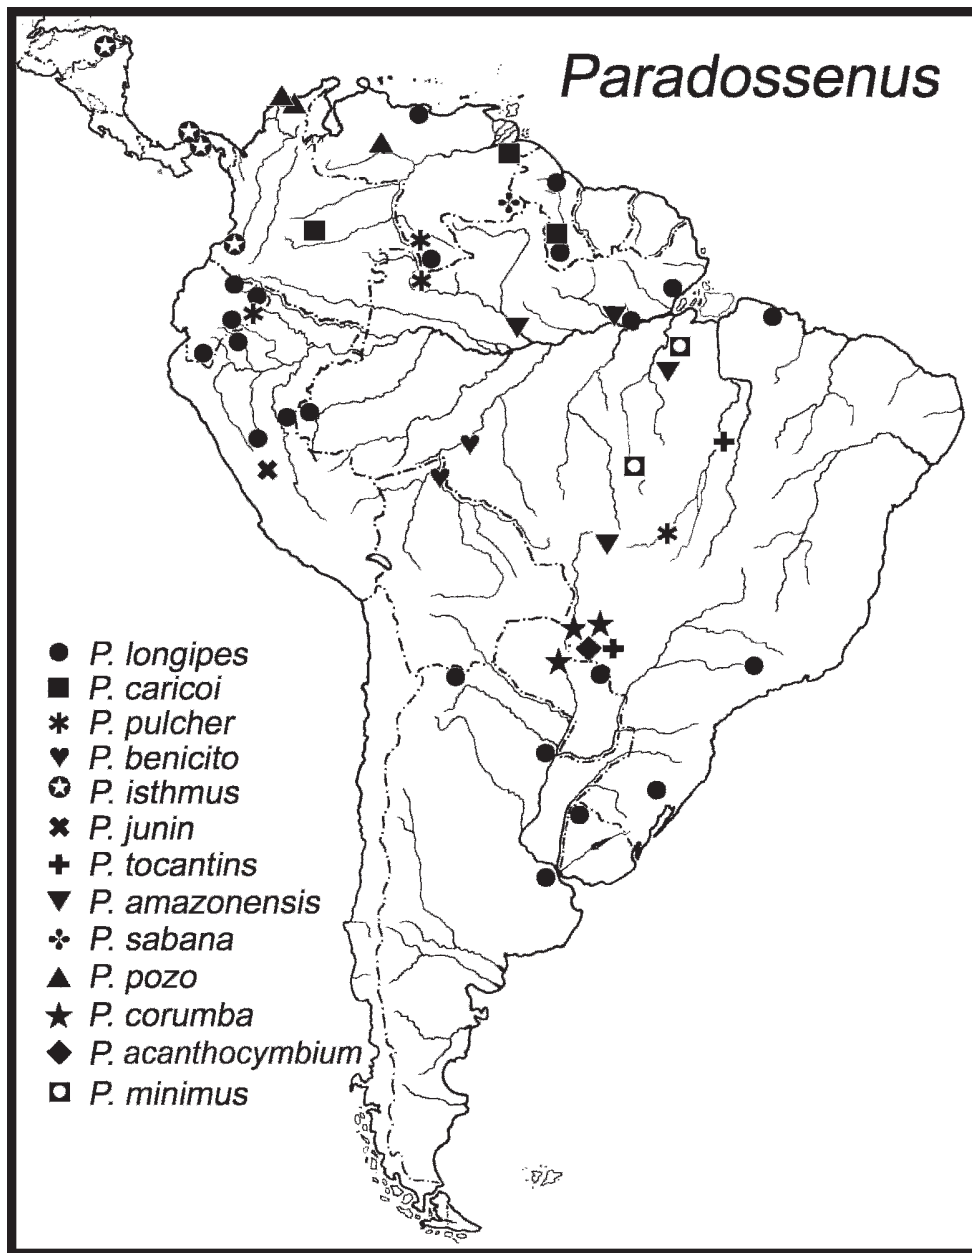 Paradossenus
P. longipes
P. caricoi
P. pulcher
P. benicito
P. isthmus
P. junin
P. tocantins
P. amazonensis
P. sabana
P. pozo
P. corumba
P. acanthocymbium
P. minimus